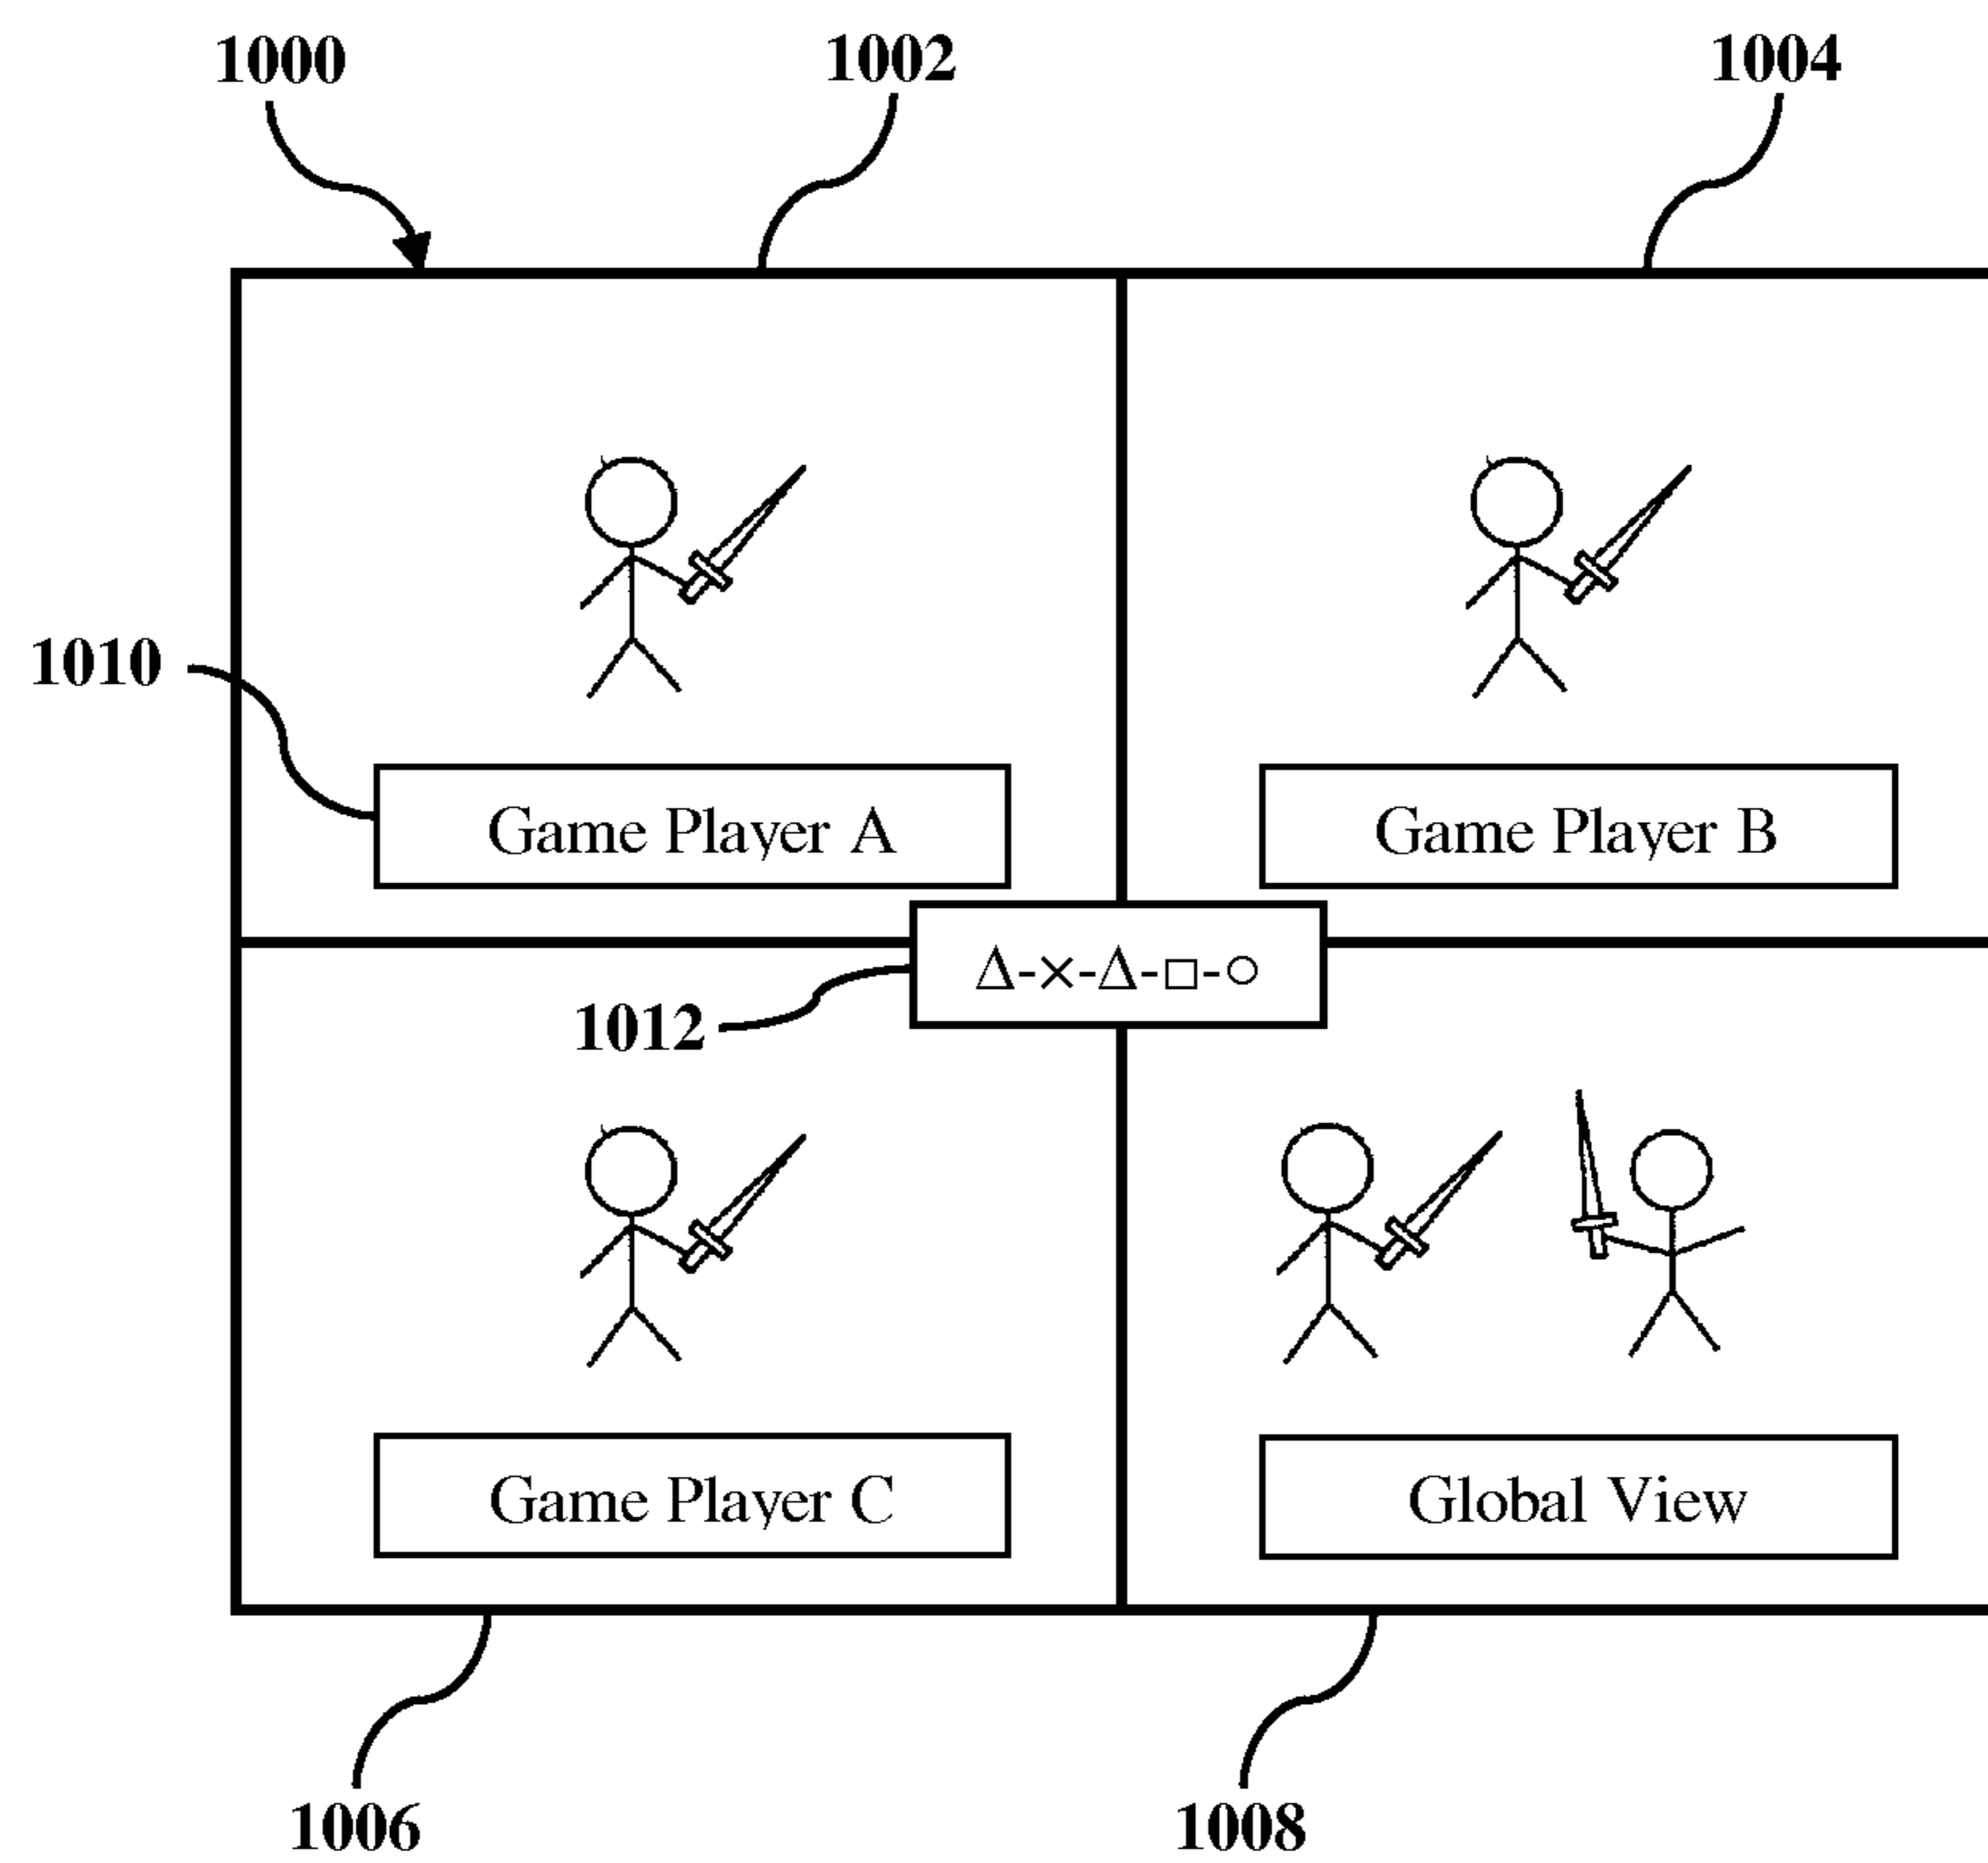 1000 1002 1004
1010
Game Player A Game Player B
Δ-×-Δ-□-○
1012
Game Player C Global View
1006 1008